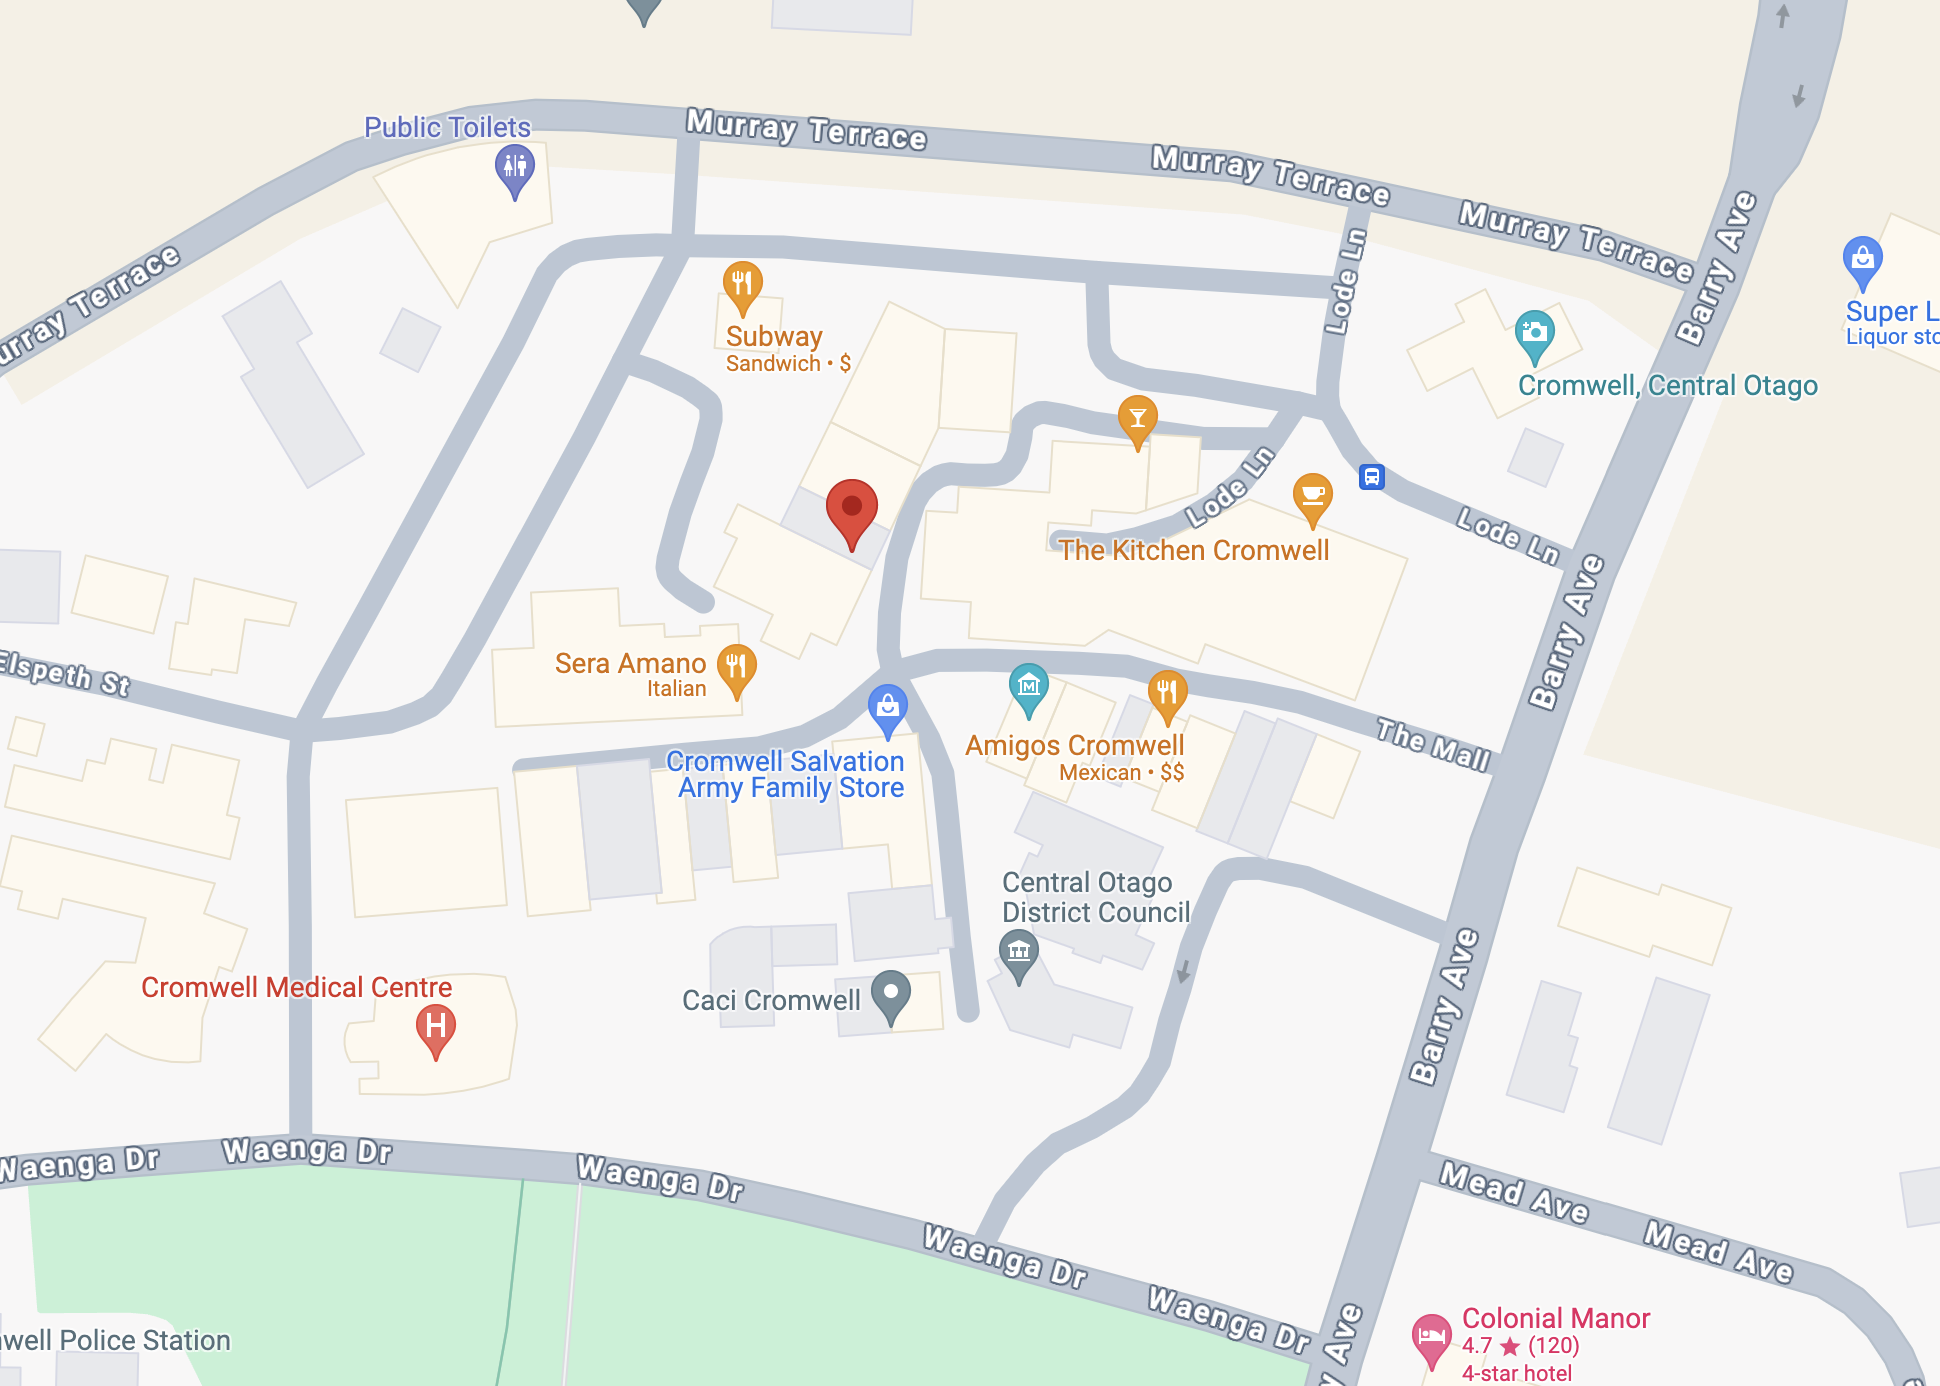 Public Toilets
Murray Terrace
Murray Terrace
Murray Terrace
urray Terrace
Barry Ave
Lode Ln
Super L
Liquor sto
Subway
Sandwich • $
Cromwell, Central Otago
Lode Ln
Lode Ln
The Kitchen Cromwell
Barry Ave
Elspeth St
Sera Amano
Italian
Cromwell Salvation
Army Family Store
Amigos Cromwell
Mexican • $$
The Mall
Central Otago
District Council
Cromwell Medical Centre
Caci Cromwell
Barry Ave
Waenga Dr
Waenga Dr
Waenga Dr
Waenga Dr
Waenga Dr
Mead Ave
Mead Ave
well Police Station
y Ave
Colonial Manor
4.7 ★ (120)
4-star hotel